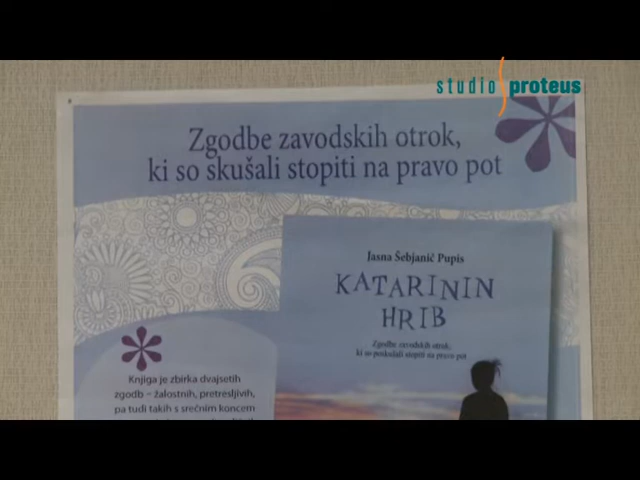 studio proteus
Zgodbe zavodskih otrok,
ki so skušali stopiti na pravo pot
Jasna Šebjanič Pupis
KATARININ
HRIB
Zgodbe zavodskih otrok,
ki so poskušali stopiti na pravo pot
Knjiga je zbirka dvajsetih
zgodb – žalostnih, pretresljivih,
pa tudi takih s srečnim koncem